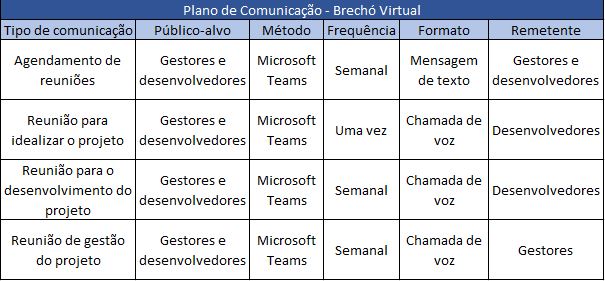 Plano de Comunicação - Brechó Virtual
Tipo de comunicação Público-alvo Método Frequência Formato Remetente
Agendamento de reuniões Gestores e desenvolvedores Microsoft Teams Semanal Mensagem de texto Gestores e desenvolvedores
Reunião para idealizar o projeto Gestores e desenvolvedores Microsoft Teams Uma vez Chamada de voz Desenvolvedores
Reunião para o desenvolvimento do projeto Gestores e desenvolvedores Microsoft Teams Semanal Chamada de voz Desenvolvedores
Reunião de gestão do projeto Gestores e desenvolvedores Microsoft Teams Semanal Chamada de voz Gestores